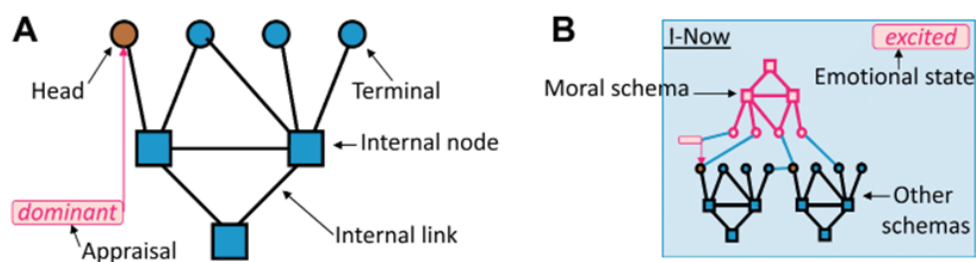 A
Head
Terminal
Internal node
dominant
Appraisal
Internal link
B
I-Now
excited
Emotional state
Moral schema
Other
schemas